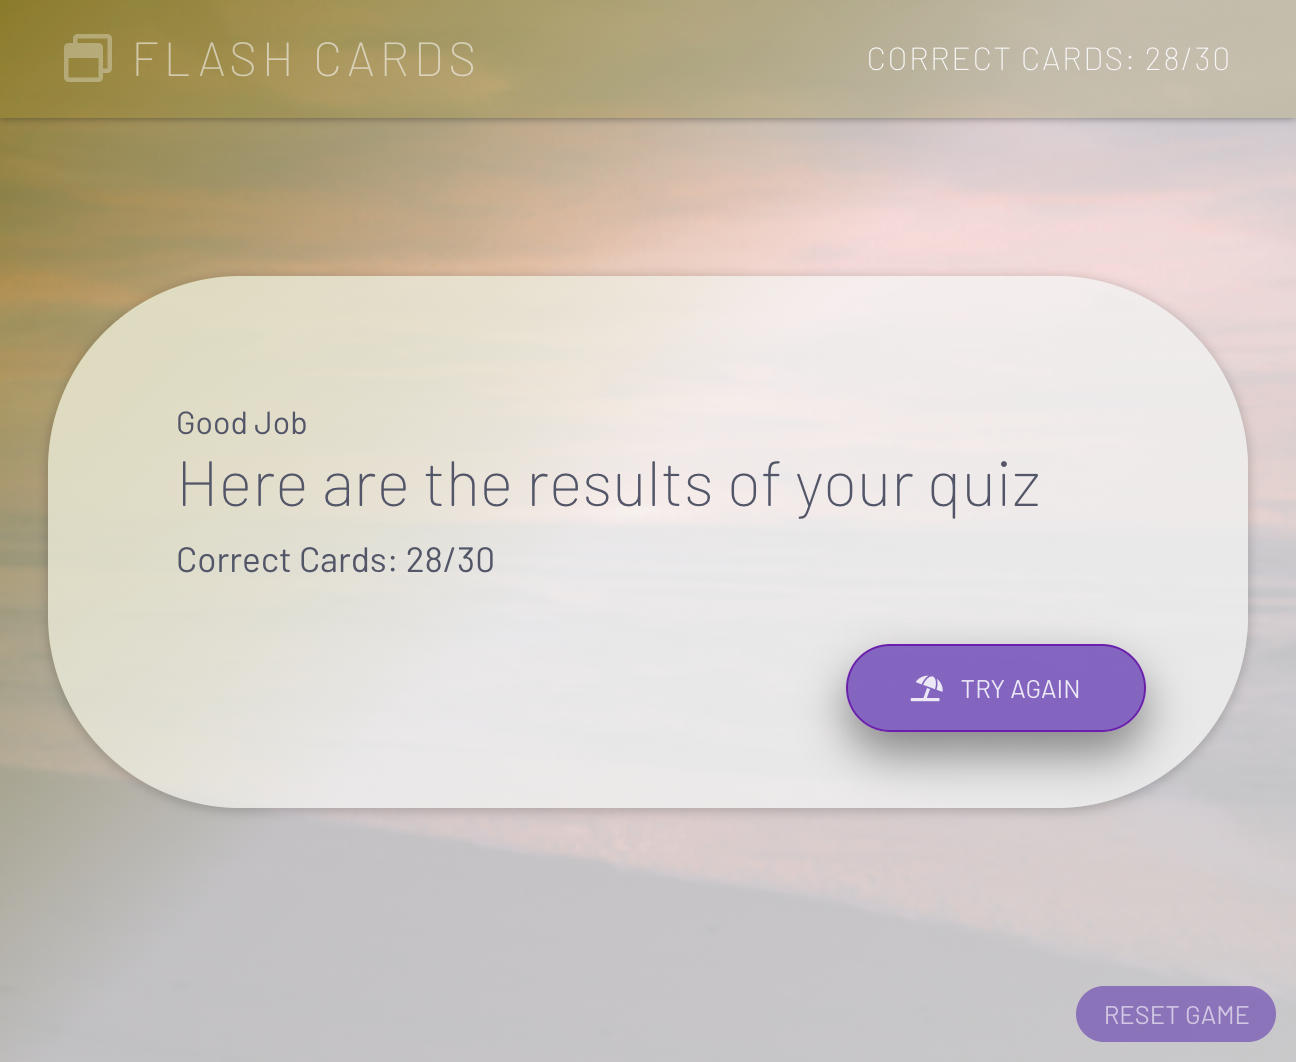 FLASH CARDS
CORRECT CARDS: 28/30
Good Job
Here are the results of your quiz
Correct Cards: 28/30
TRY AGAIN
RESET GAME